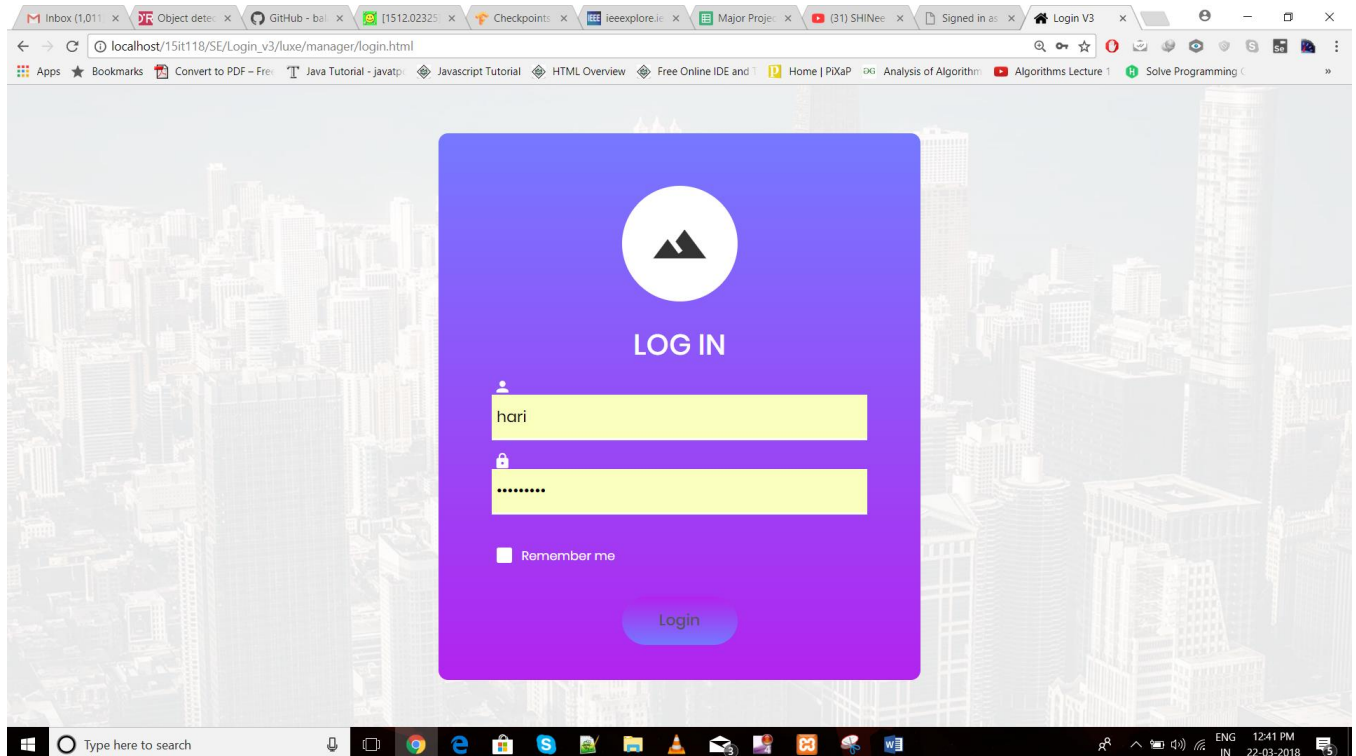 Inbox (1,011) Object detec GitHub - bal [1512.02325] Checkpoints ieeexplore.ie Major Projec (31) SHINee Signed in as Login V3
localhost/15it118/SE/Login_v3/luxe/manager/login.html
Apps Bookmarks Convert to PDF – Free Java Tutorial - javatp Javascript Tutorial HTML Overview Free Online IDE and T Home | PiXaP Analysis of Algorithm Algorithms Lecture 1 Solve Programming
LOG IN
hari
•••••••••
Remember me
Login
Type here to search
ENG 12:41 PM
IN 22-03-2018